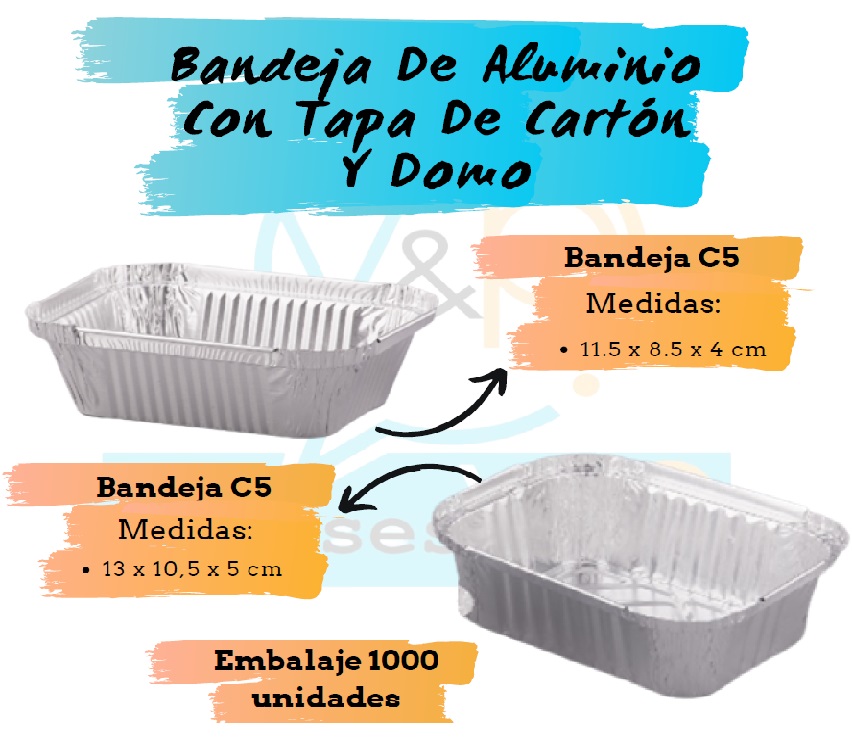 Bandeja De Aluminio
Con Tapa De Cartón
Y Domo
&
Bandeja C5
Medidas:
• 11.5 x 8.5 x 4 cm
Bandeja C5
Medidas:
• 13 x 10,5 x 5 cm
Embalaje 1000
unidades